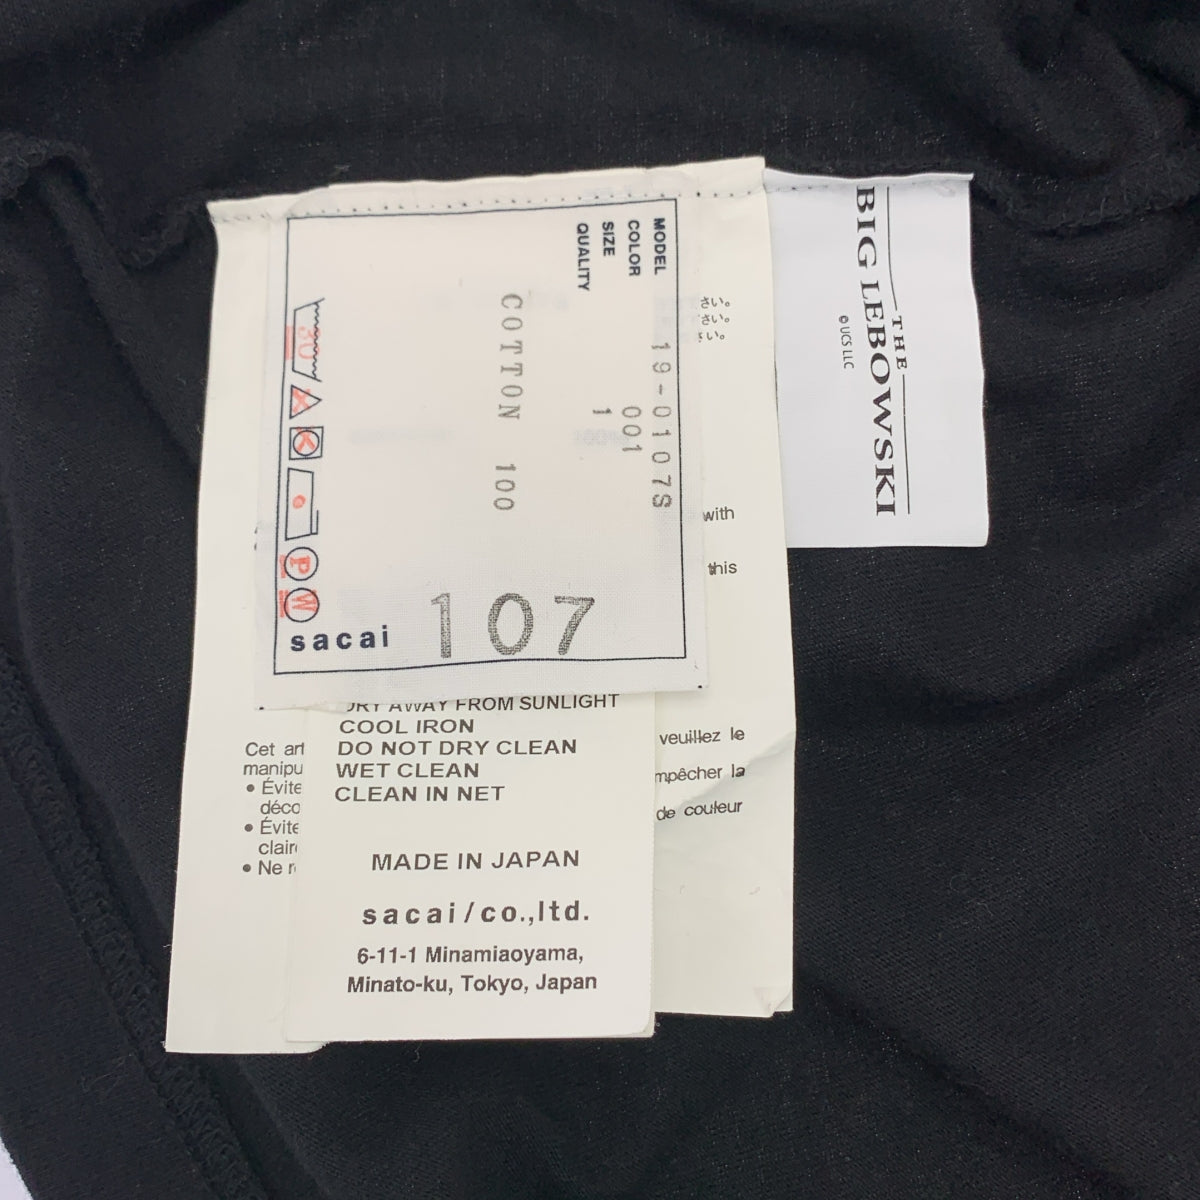 MODEL 19-0107S
COLOR 001
SIZE 1
QUALITY
COTTON 100
30
P
W
sacai 107
さい。
さい。
さい。
with
this
THE
BIG LEBOWSKI
© UCS LLC
DRY AWAY FROM SUNLIGHT
COOL IRON
DO NOT DRY CLEAN
WET CLEAN
CLEAN IN NET
MADE IN JAPAN
sacai/co.,ltd.
6-11-1 Minamiaoyama,
Minato-ku, Tokyo, Japan
Cet art
manipu
• Évite
déco
• Évite
clair
• Ne r
veuillez le
mpêcher la
de couleur